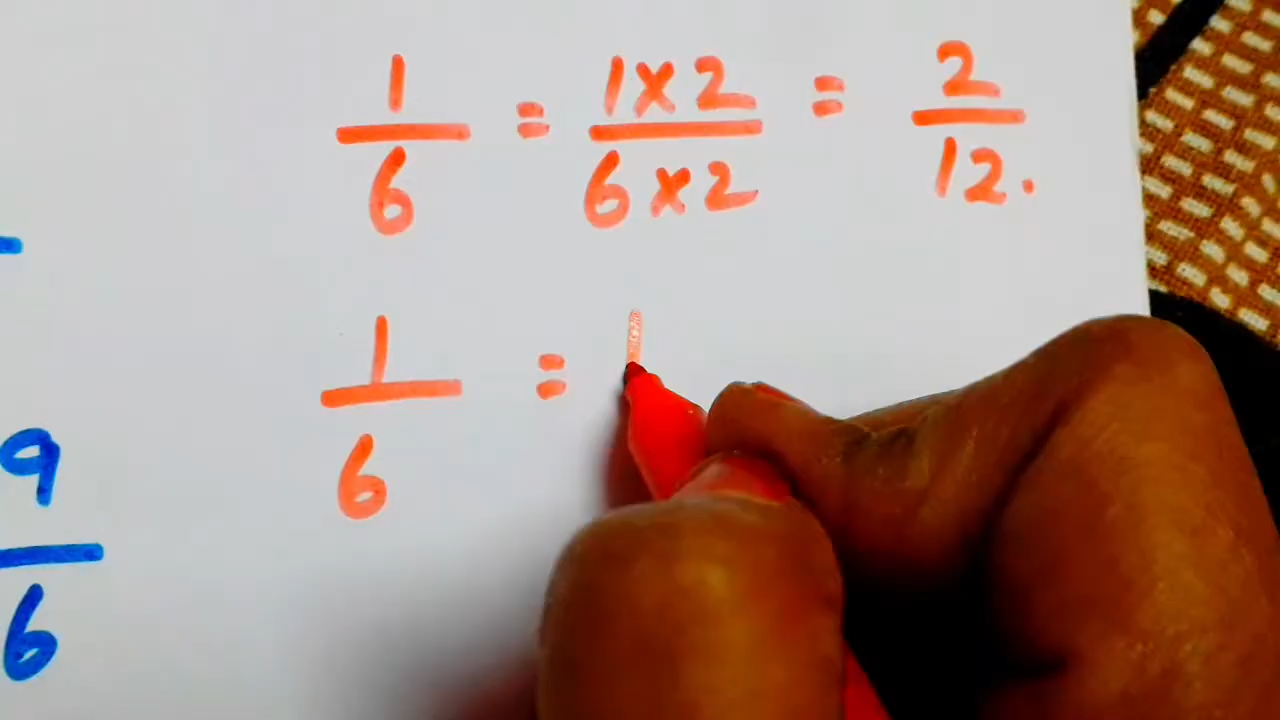 1/6 = 1×2/6×2 = 2/12.
1/6 = 1
9/6